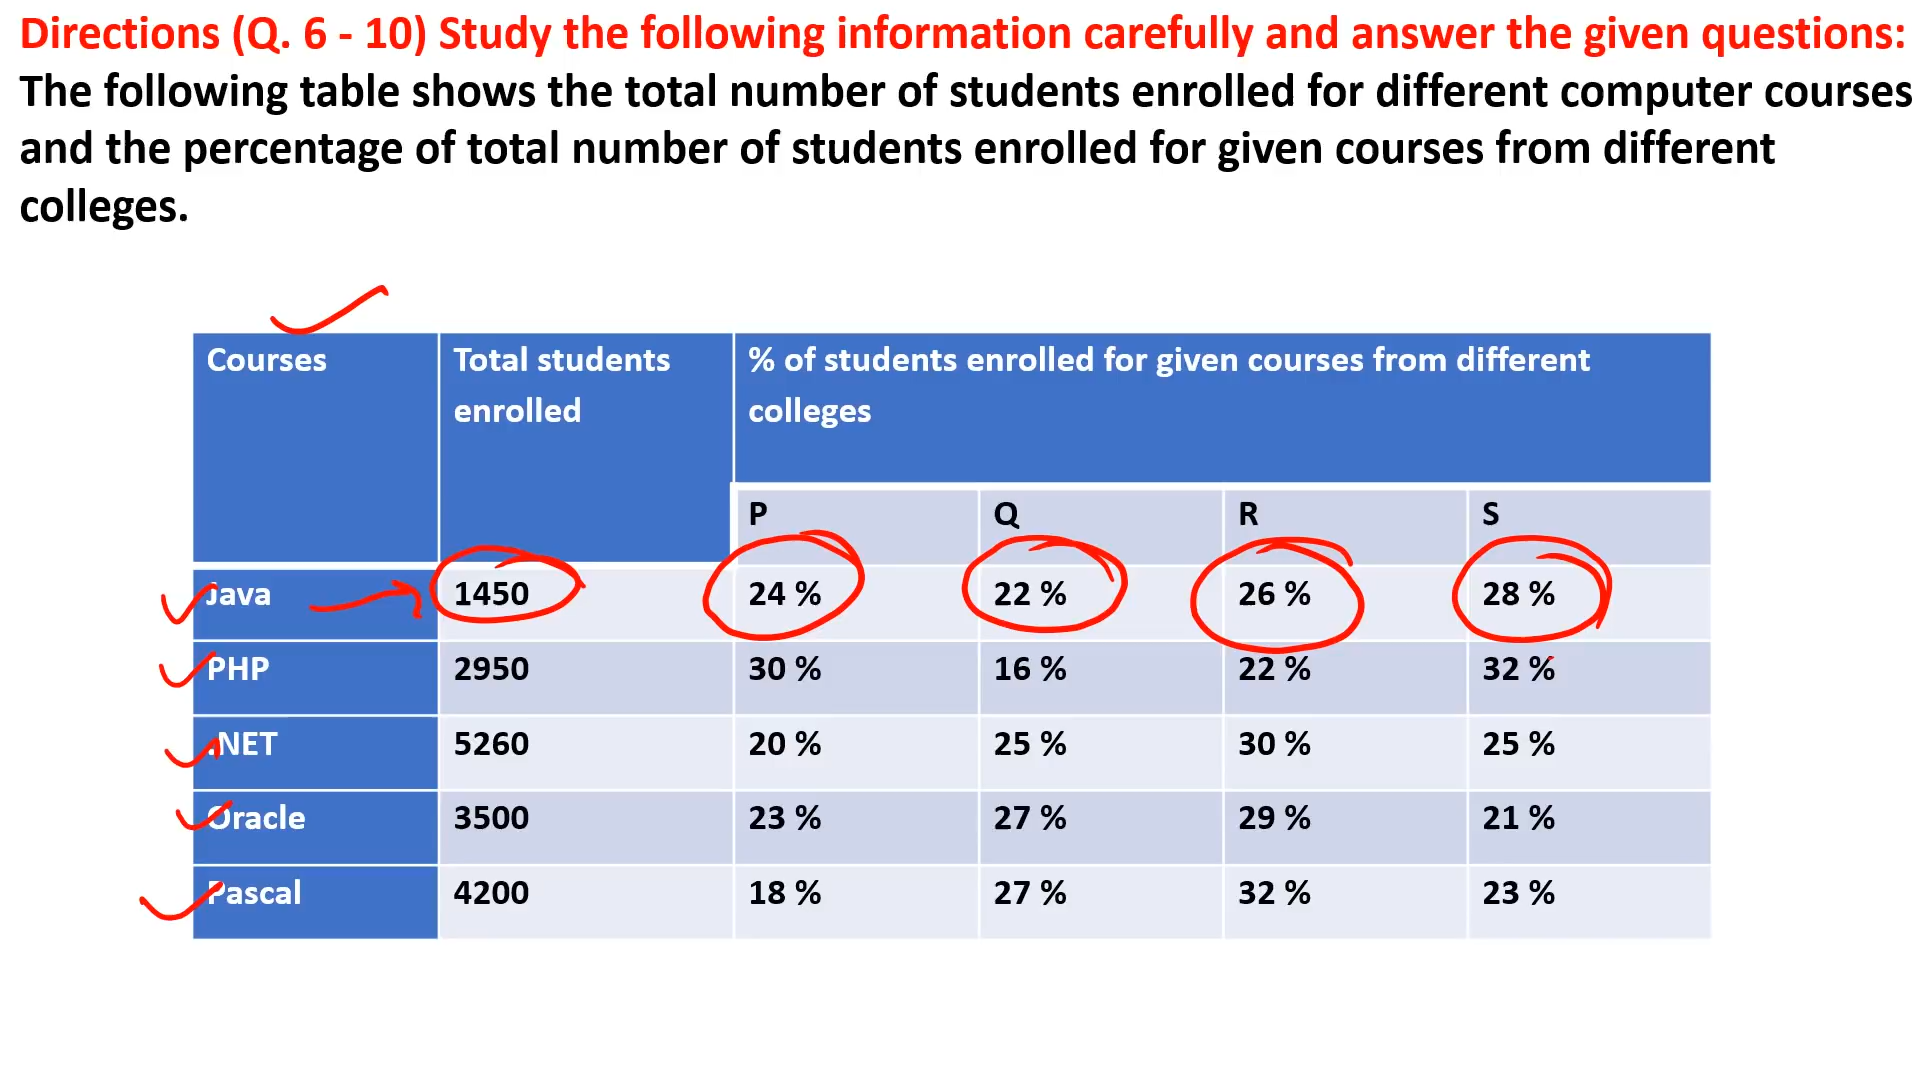 Directions (Q. 6 - 10) Study the following information carefully and answer the given questions:
The following table shows the total number of students enrolled for different computer courses
and the percentage of total number of students enrolled for given courses from different
colleges.
Courses Total students enrolled % of students enrolled for given courses from different colleges
P Q R S
Java 1450 24 % 22 % 26 % 28 %
PHP 2950 30 % 16 % 22 % 32 %
.NET 5260 20 % 25 % 30 % 25 %
Oracle 3500 23 % 27 % 29 % 21 %
Pascal 4200 18 % 27 % 32 % 23 %